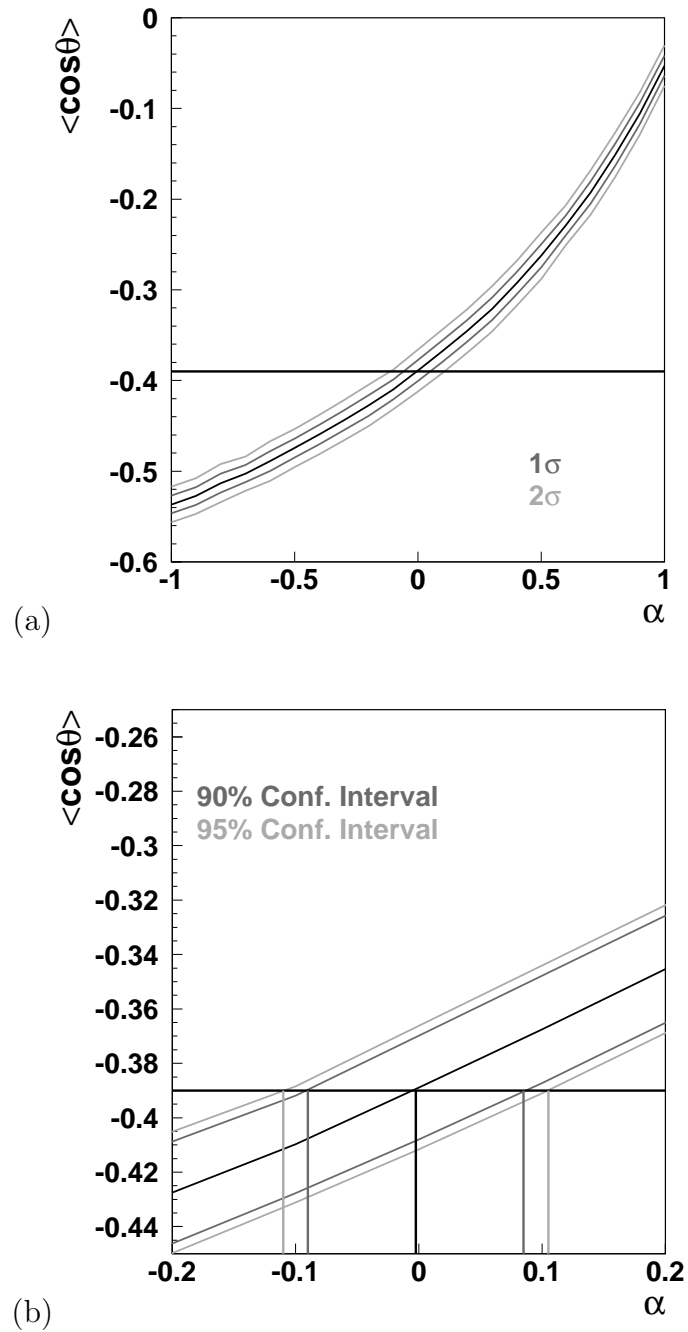 <cosθ>
0
-0.1
-0.2
-0.3
-0.4
-0.5
-0.6
-1
-0.5
0
0.5
1
α
1σ
2σ
(a)
<cosθ>
-0.26
-0.28
-0.3
-0.32
-0.34
-0.36
-0.38
-0.4
-0.42
-0.44
90% Conf. Interval
95% Conf. Interval
-0.2
-0.1
0
0.1
0.2
α
(b)